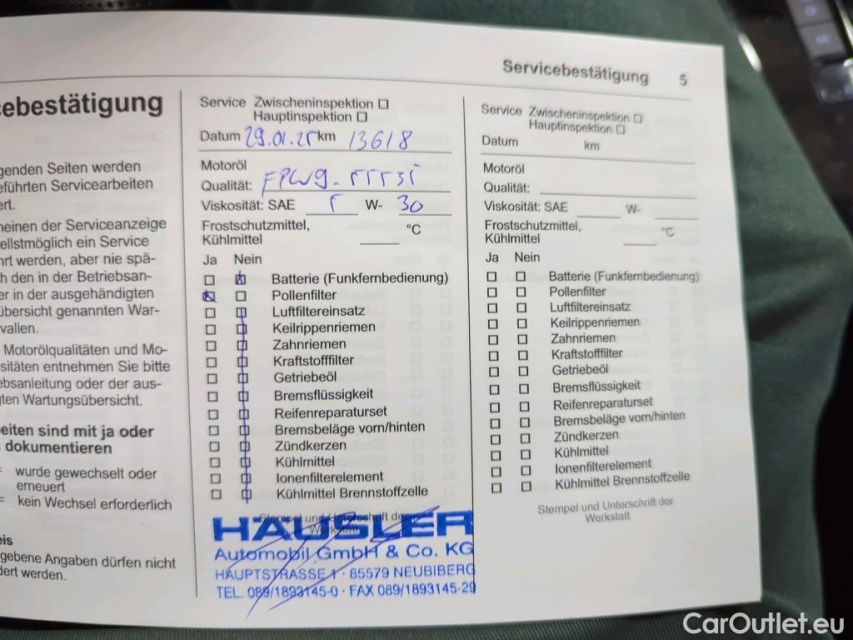 Servicebestätigung 5
cebestätigung
genden Seiten werden
eführten Servicearbeiten
ert.
neinen der Serviceanzeige
ellstmöglich ein Service
hrt werden, aber nie spä-
h den in der Betriebsan-
er in der ausgehändigten
übersicht genannten War-
vallen.
Motorölqualitäten und Mo-
sitäten entnehmen Sie bitte
ebsanleitung oder der aus-
gten Wartungsübersicht.
eiten sind mit ja oder
dokumentieren
= wurde gewechselt oder
erneuert
= kein Wechsel erforderlich
eis
gebene Angaben dürfen nicht
dert werden.
Service Zwischeninspektion
Hauptinspektion
Datum 29.01.25 km 13618
Motoröl
Qualität:
Viskosität: SAE W- 30
Frostschutzmittel, °C
Kühlmittel
Ja Nein
Batterie (Funkfernbedienung)
Pollenfilter
Luftfiltereinsatz
Keilrippenriemen
Zahnriemen
Kraftstofffilter
Getriebeöl
Bremsflüssigkeit
Reifenreparaturset
Bremsbeläge vorn/hinten
Zündkerzen
Kühlmittel
Ionenfilterelement
Kühlmittel Brennstoffzelle
Stempel und Unterschrift der
HÄUSLER
Automobil GmbH & Co. KG
HAUPTSTRASSE 1 · 85579 NEUBIBERG
TEL. 089/1893145-0 · FAX 089/1893145-29
Service Zwischeninspektion
Hauptinspektion
Datum km
Motoröl
Qualität:
Viskosität: SAE W-
Frostschutzmittel, °C
Kühlmittel
Ja Nein
Batterie (Funkfernbedienung)
Pollenfilter
Luftfiltereinsatz
Keilrippenriemen
Zahnriemen
Kraftstofffilter
Getriebeöl
Bremsflüssigkeit
Reifenreparaturset
Bremsbeläge vorn/hinten
Zündkerzen
Kühlmittel
Ionenfilterelement
Kühlmittel Brennstoffzelle
Stempel und Unterschrift der
Werkstatt
CarOutlet.eu